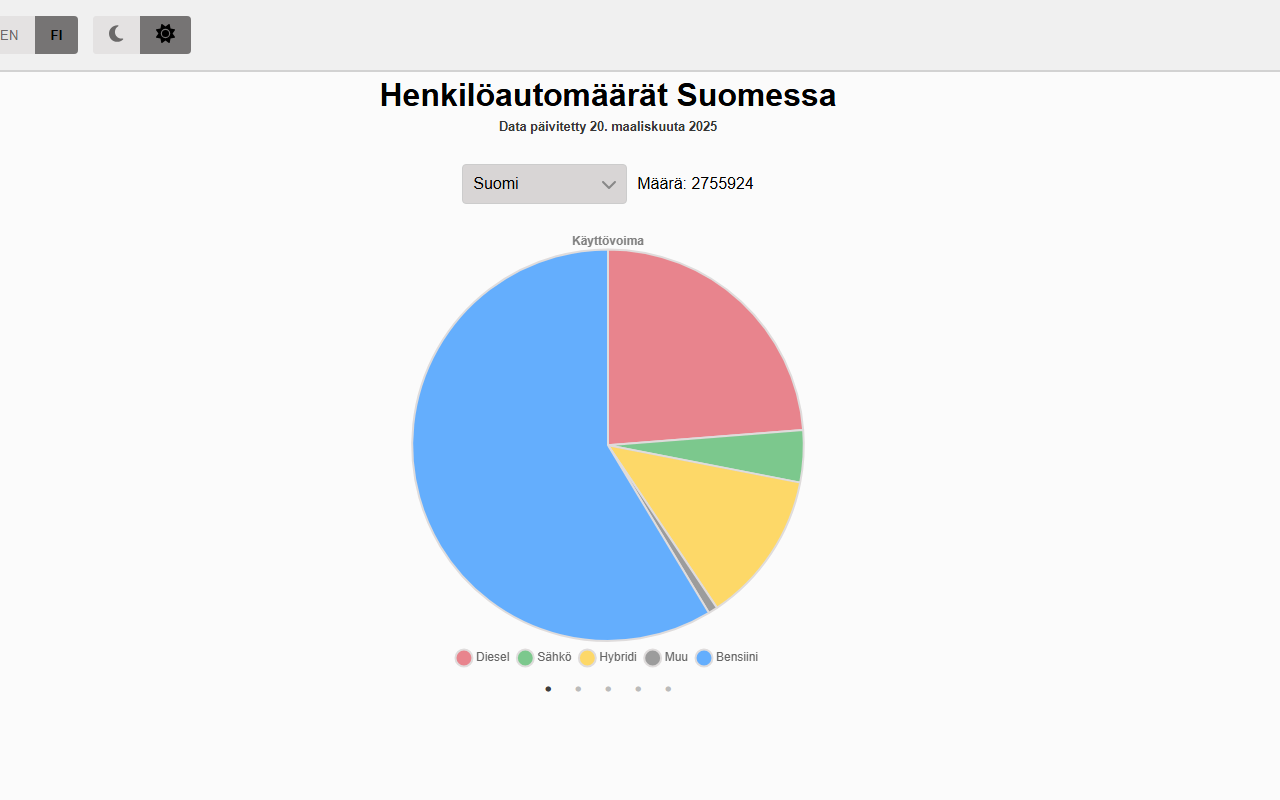 EN FI
Henkilöautomäärät Suomessa
Data päivitetty 20. maaliskuuta 2025
Suomi Määrä: 2755924
Käyttövoima
Diesel Sähkö Hybridi Muu Bensiini